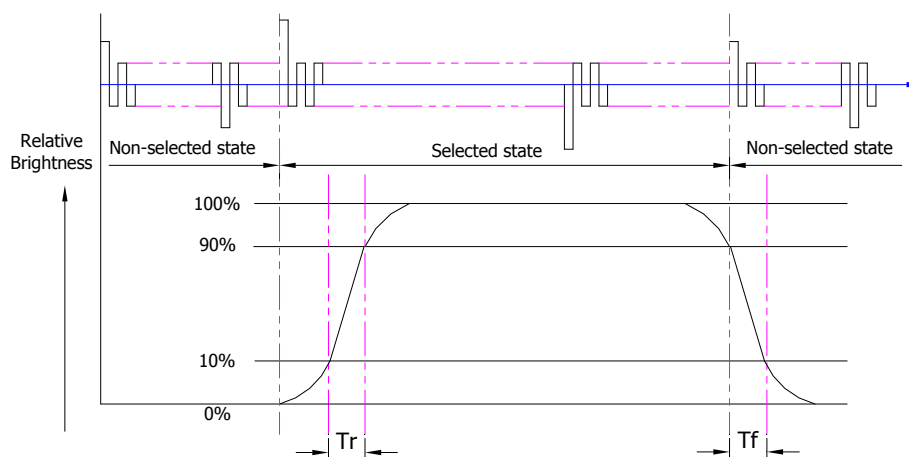 Relative
Brightness
Non-selected state
Selected state
Non-selected state
100%
90%
10%
0%
Tr
Tf